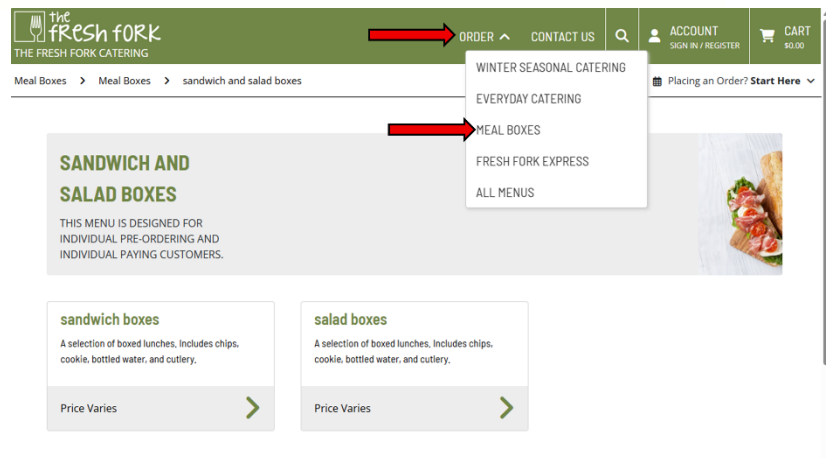 the
fResh fORK
THE FRESH FORK CATERING
ORDER
CONTACT US
ACCOUNT
SIGN IN / REGISTER
CART
$0.00
Meal Boxes > Meal Boxes > sandwich and salad boxes
Placing an Order? Start Here
WINTER SEASONAL CATERING
EVERYDAY CATERING
MEAL BOXES
FRESH FORK EXPRESS
ALL MENUS
SANDWICH AND
SALAD BOXES
THIS MENU IS DESIGNED FOR
INDIVIDUAL PRE-ORDERING AND
INDIVIDUAL PAYING CUSTOMERS.
sandwich boxes
A selection of boxed lunches. Includes chips,
cookie, bottled water, and cutlery.
Price Varies
salad boxes
A selection of boxed lunches. Includes chips,
cookie, bottled water, and cutlery.
Price Varies